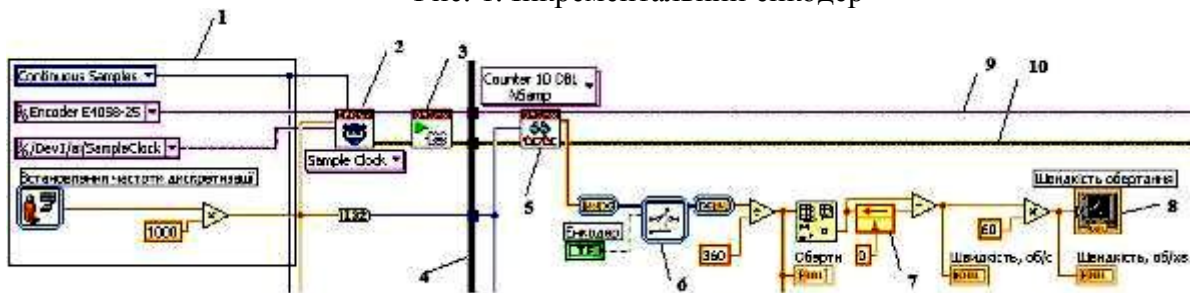 Рис. 1. Інкрементальний енкодер
1
2
3
9
10
Continuous Samples
Counter 1D DBL
NSamp
Encoder E4058-25
/Dev1/ai/SampleClock
Sample Clock
Встановлення частоти дискретизації
1000
I32
5
4
Енкодер
TF
6
360
Оберти
0
7
Швидкість, об/с
60
Швидкість обертання
8
Швидкість, об/хв